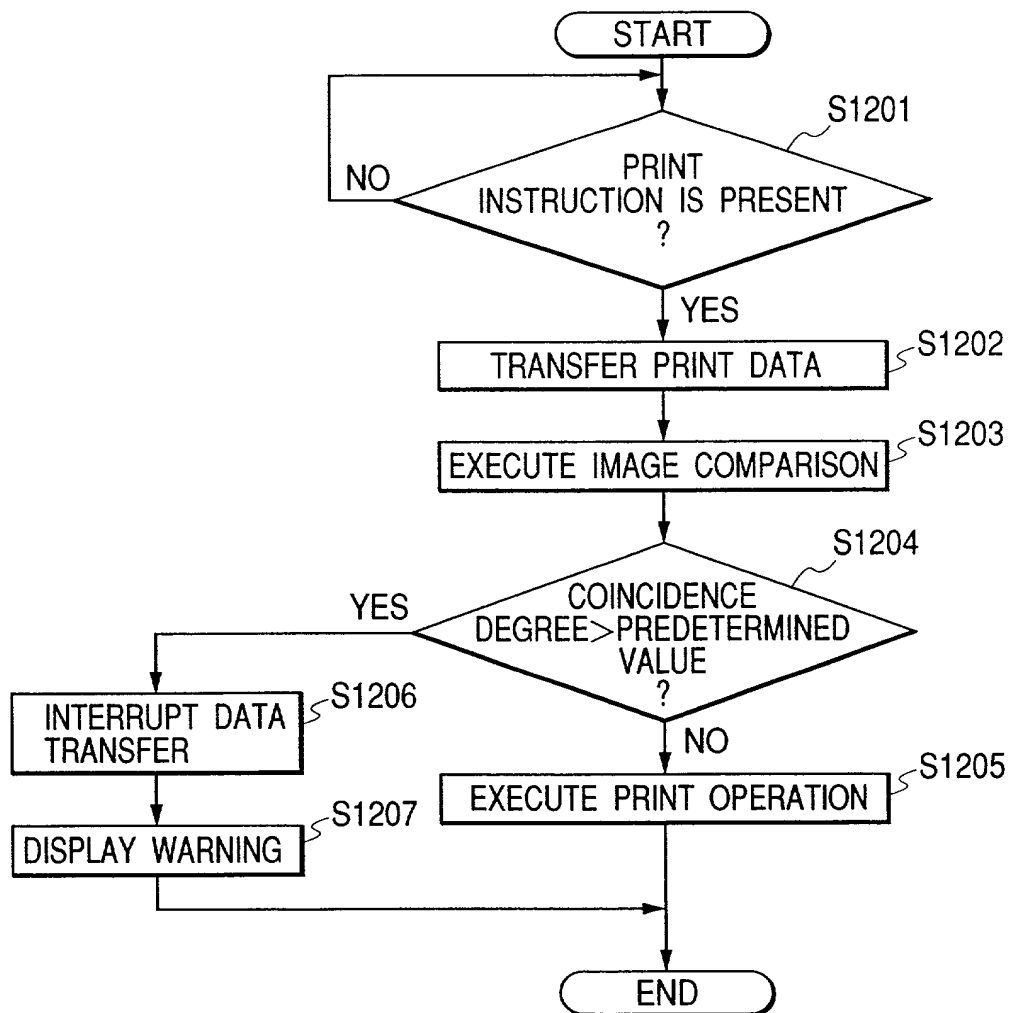 START
S1201
PRINT
INSTRUCTION IS PRESENT
?
NO
YES
TRANSFER PRINT DATA
S1202
EXECUTE IMAGE COMPARISON
S1203
S1204
COINCIDENCE
DEGREE>PREDETERMINED
VALUE
?
YES
NO
INTERRUPT DATA
TRANSFER
S1206
EXECUTE PRINT OPERATION
S1205
DISPLAY WARNING
S1207
END